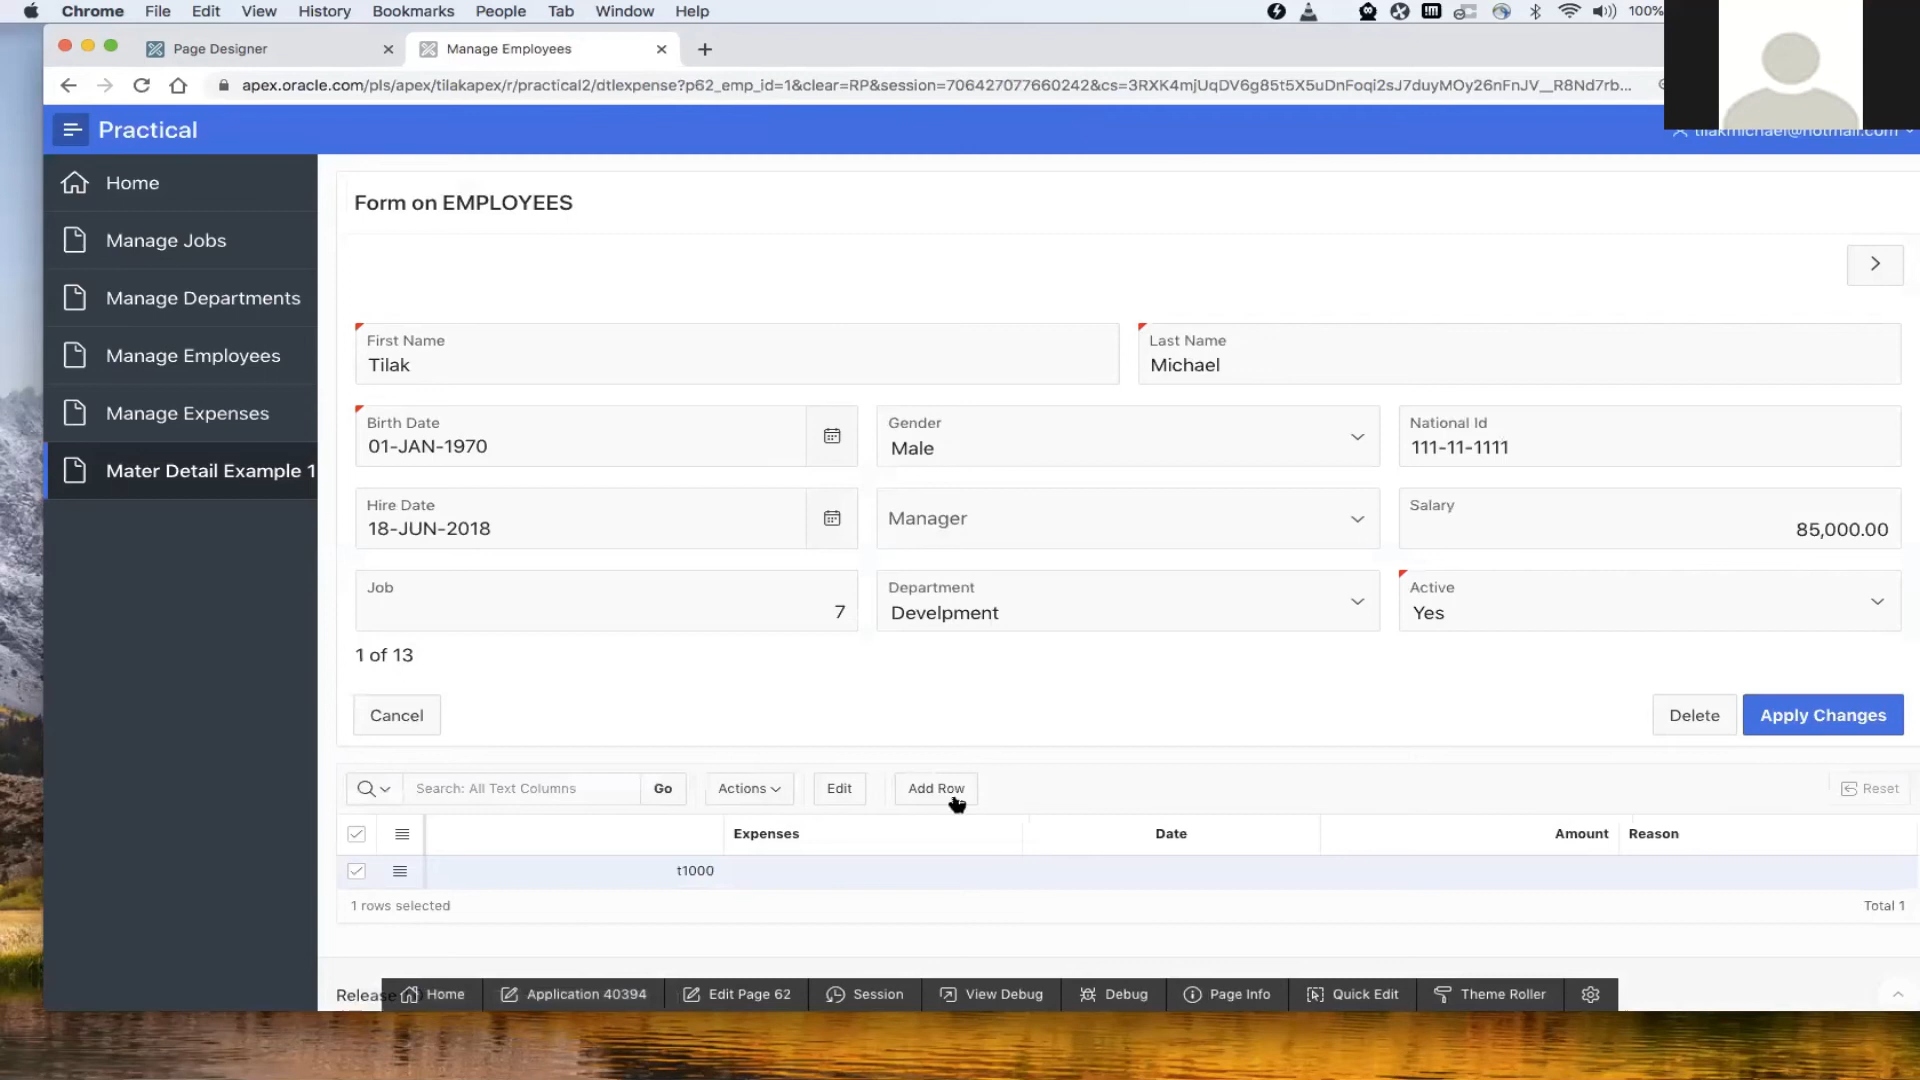 Chrome File Edit View History Bookmarks People Tab Window Help 100%
Page Designer Manage Employees
apex.oracle.com/pls/apex/tilakapex/r/practical2/dtlexpense?p62_emp_id=1&clear=RP&session=706427077660242&cs=3RXK4mjUqDV6g85t5X5uDnFoqi2sJ7duyMOy26nFnJV__R8Nd7rb...
Practical
tilakmichael@hotmail.com
Home
Manage Jobs
Manage Departments
Manage Employees
Manage Expenses
Mater Detail Example 1
Form on EMPLOYEES
First Name
Tilak
Last Name
Michael
Birth Date
01-JAN-1970
Gender
Male
National Id
111-11-1111
Hire Date
18-JUN-2018
Manager
Salary
85,000.00
Job
7
Department
Develpment
Active
Yes
1 of 13
Cancel Delete Apply Changes
Search: All Text Columns Go Actions Edit Add Row Reset
Expenses Date Amount Reason
t1000
1 rows selected Total 1
Release
Home Application 40394 Edit Page 62 Session View Debug Debug Page Info Quick Edit Theme Roller